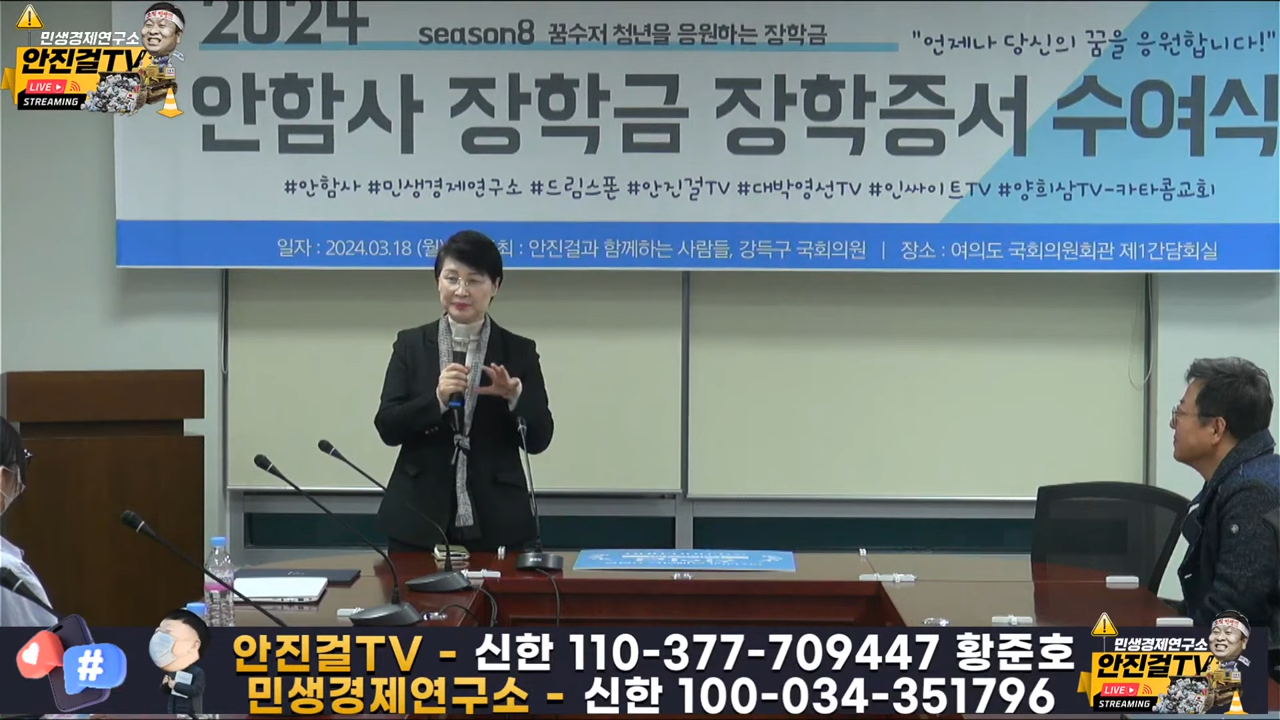 민생경제연구소
안진걸TV
LIVE
STREAMING
2024
season8 꿈수저 청년을 응원하는 장학금
"언제나 당신의 꿈을 응원합니다!"
안함사 장학금 장학증서 수여식
#안함사 #민생경제연구소 #드림스폰 #안진걸TV #대박영선TV #인싸이트TV #양희삼TV-카타콤교회
일자 : 2024.03.18 (월) 최 : 안진걸과 함께하는 사람들, 강득구 국회의원 | 장소 : 여의도 국회의원회관 제1간담회실
#
안진걸TV - 신한 110-377-709447 황준호
민생경제연구소 - 신한 100-034-351796
민생경제연구소
안진걸TV
LIVE
STREAMING